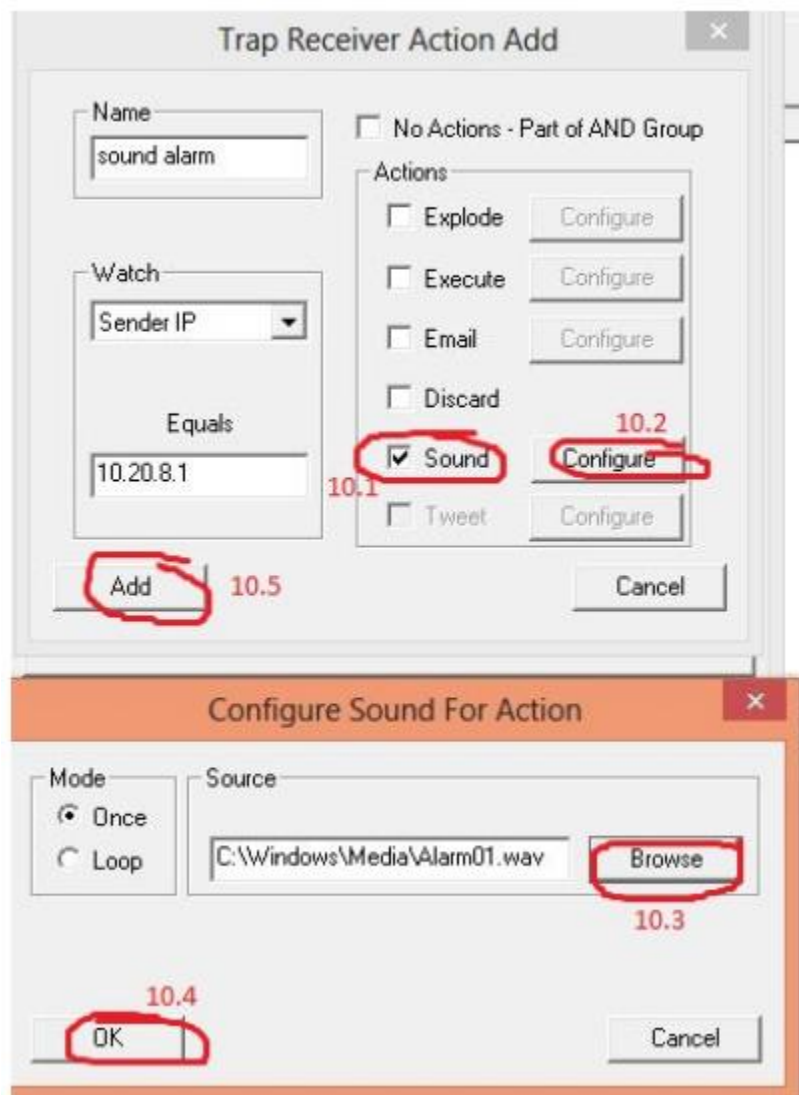 Trap Receiver Action Add
Name
sound alarm
No Actions - Part of AND Group
Actions
Explode Configure
Watch
Execute Configure
Sender IP
Email Configure
Discard
Equals
10.2
Sound Configure
10.20.8.1
10.1
Tweet Configure
Add 10.5 Cancel
Configure Sound For Action
Mode Source
Once
Loop C:\Windows\Media\Alarm01.wav Browse
10.3
10.4
OK Cancel